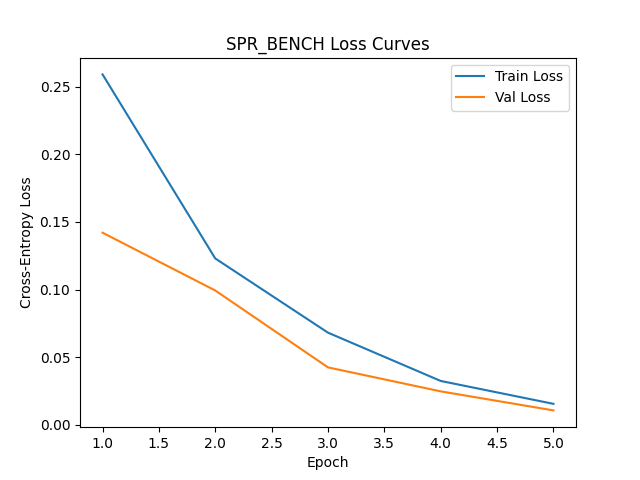 SPR_BENCH Loss Curves
Train Loss
Val Loss
Cross-Entropy Loss
0.25
0.20
0.15
0.10
0.05
0.00
1.0 1.5 2.0 2.5 3.0 3.5 4.0 4.5 5.0
Epoch